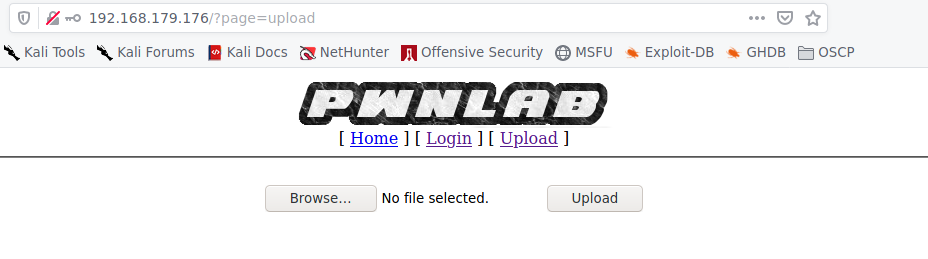 192.168.179.176/?page=upload
Kali Tools Kali Forums Kali Docs NetHunter Offensive Security MSFU Exploit-DB GHDB OSCP
PWNLAB
[ Home ] [ Login ] [ Upload ]
Browse... No file selected. Upload